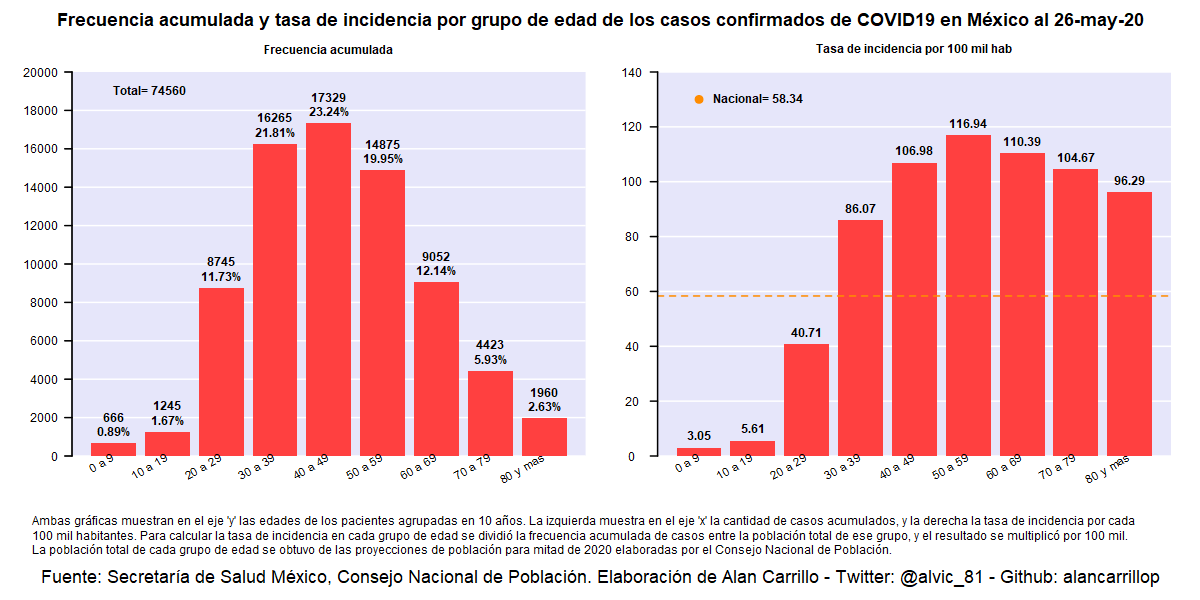 Frecuencia acumulada y tasa de incidencia por grupo de edad de los casos confirmados de COVID19 en México al 26-may-20
Frecuencia acumulada
Total= 74560
20000
18000
16000
14000
12000
10000
8000
6000
4000
2000
0
666
0.89%
1245
1.67%
8745
11.73%
16265
21.81%
17329
23.24%
14875
19.95%
9052
12.14%
4423
5.93%
1960
2.63%
0 a 9
10 a 19
20 a 29
30 a 39
40 a 49
50 a 59
60 a 69
70 a 79
80 y mas
Tasa de incidencia por 100 mil hab
Nacional= 58.34
140
120
100
80
60
40
20
0
3.05
5.61
40.71
86.07
106.98
116.94
110.39
104.67
96.29
0 a 9
10 a 19
20 a 29
30 a 39
40 a 49
50 a 59
60 a 69
70 a 79
80 y mas
Ambas gráficas muestran en el eje 'y' las edades de los pacientes agrupadas en 10 años. La izquierda muestra en el eje 'x' la cantidad de casos acumulados, y la derecha la tasa de incidencia por cada
100 mil habitantes. Para calcular la tasa de incidencia en cada grupo de edad se dividió la frecuencia acumulada de casos entre la población total de ese grupo, y el resultado se multiplicó por 100 mil.
La población total de cada grupo de edad se obtuvo de las proyecciones de población para mitad de 2020 elaboradas por el Consejo Nacional de Población.
Fuente: Secretaría de Salud México, Consejo Nacional de Población. Elaboración de Alan Carrillo - Twitter: @alvic_81 - Github: alancarrillop